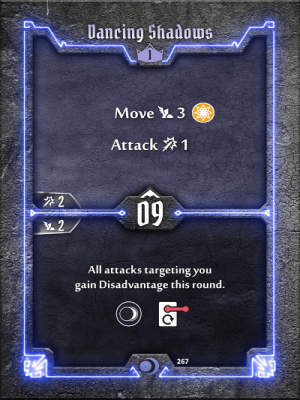 Dancing Shadows
1
Move 3
Attack 1
2
09
2
All attacks targeting you
gain Disadvantage this round.
267